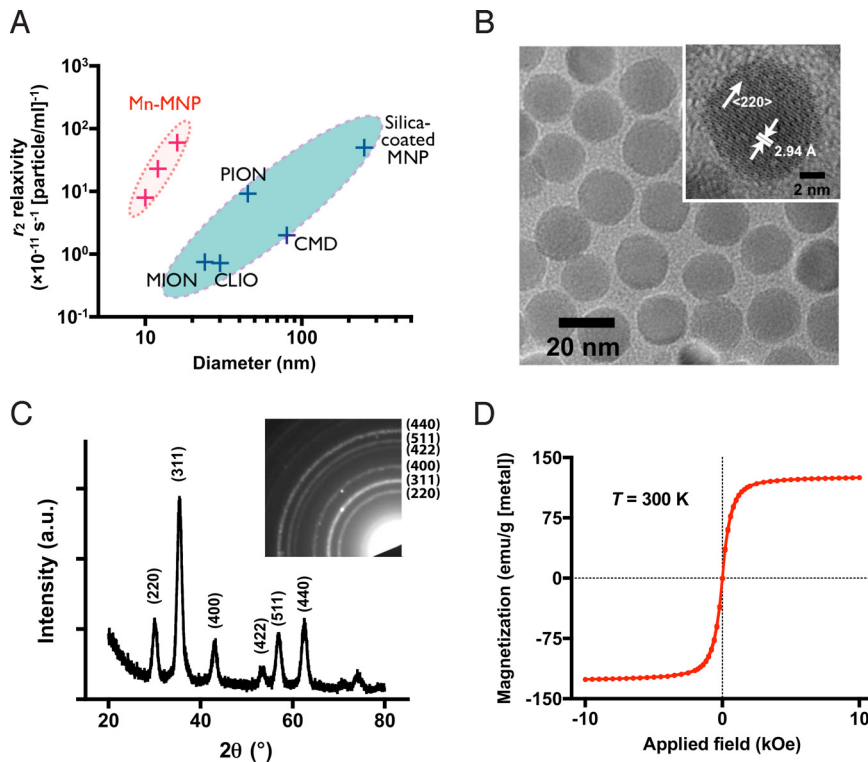 A
r₂ relaxivity
(×10⁻¹¹ s⁻¹ [particle/ml]⁻¹)
10³
10²
10¹
10⁰
10⁻¹
Mn-MNP
PION
Silica-
coated
MNP
CMD
MION
CLIO
10
100
Diameter (nm)
B
<220>
2.94 Å
2 nm
20 nm
C
Intensity (a.u.)
(220)
(311)
(400)
(422)
(511)
(440)
(440)
(511)
(422)
(400)
(311)
(220)
20
40
60
80
2θ (°)
D
Magnetization (emu/g [metal])
150
75
0
-75
-150
T = 300 K
-10
0
10
Applied field (kOe)